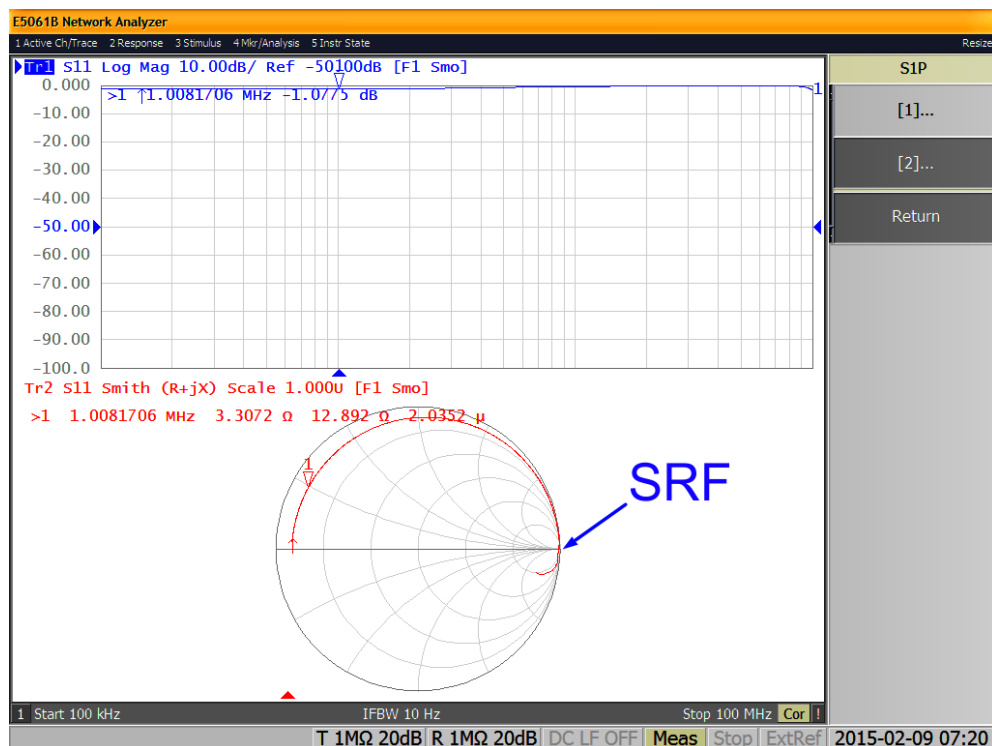 E5061B Network Analyzer
1 Active Ch/Trace 2 Response 3 Stimulus 4 Mkr/Analysis 5 Instr State
Resize
Tr1 S11 Log Mag 10.00dB/ Ref -50100dB [F1 Smo]
S1P
0.000
>1 ↑1.0081706 MHz -1.0775 dB
1
[1]...
-10.00
-20.00
[2]...
-30.00
-40.00
Return
-50.00
-60.00
-70.00
-80.00
-90.00
-100.0
Tr2 S11 Smith (R+jX) Scale 1.000U [F1 Smo]
>1 1.0081706 MHz 3.3072 Ω 12.892 Ω 2.0352 μ
1
SRF
1 Start 100 kHz IFBW 10 Hz Stop 100 MHz Cor !
T 1MΩ 20dB R 1MΩ 20dB DC LF OFF Meas Stop ExtRef 2015-02-09 07:20